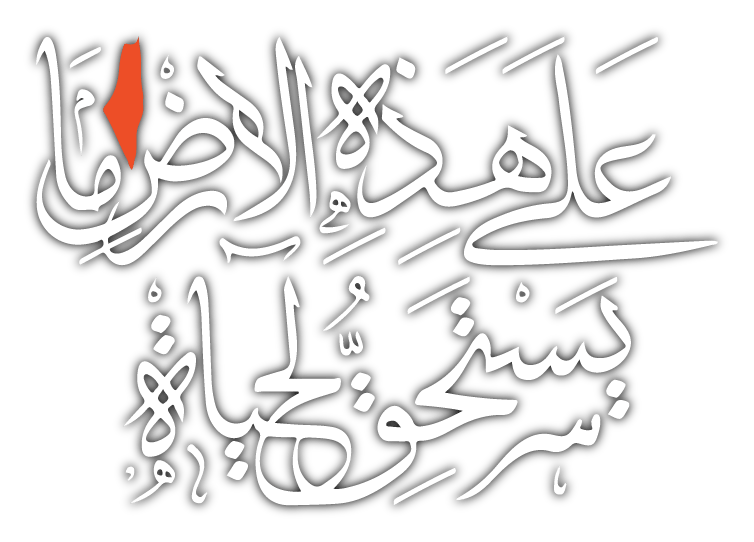 عَلَى هَذِهِ الأَرْضِ مَا
يَسْتَحِقُّ الحَيَاةْ